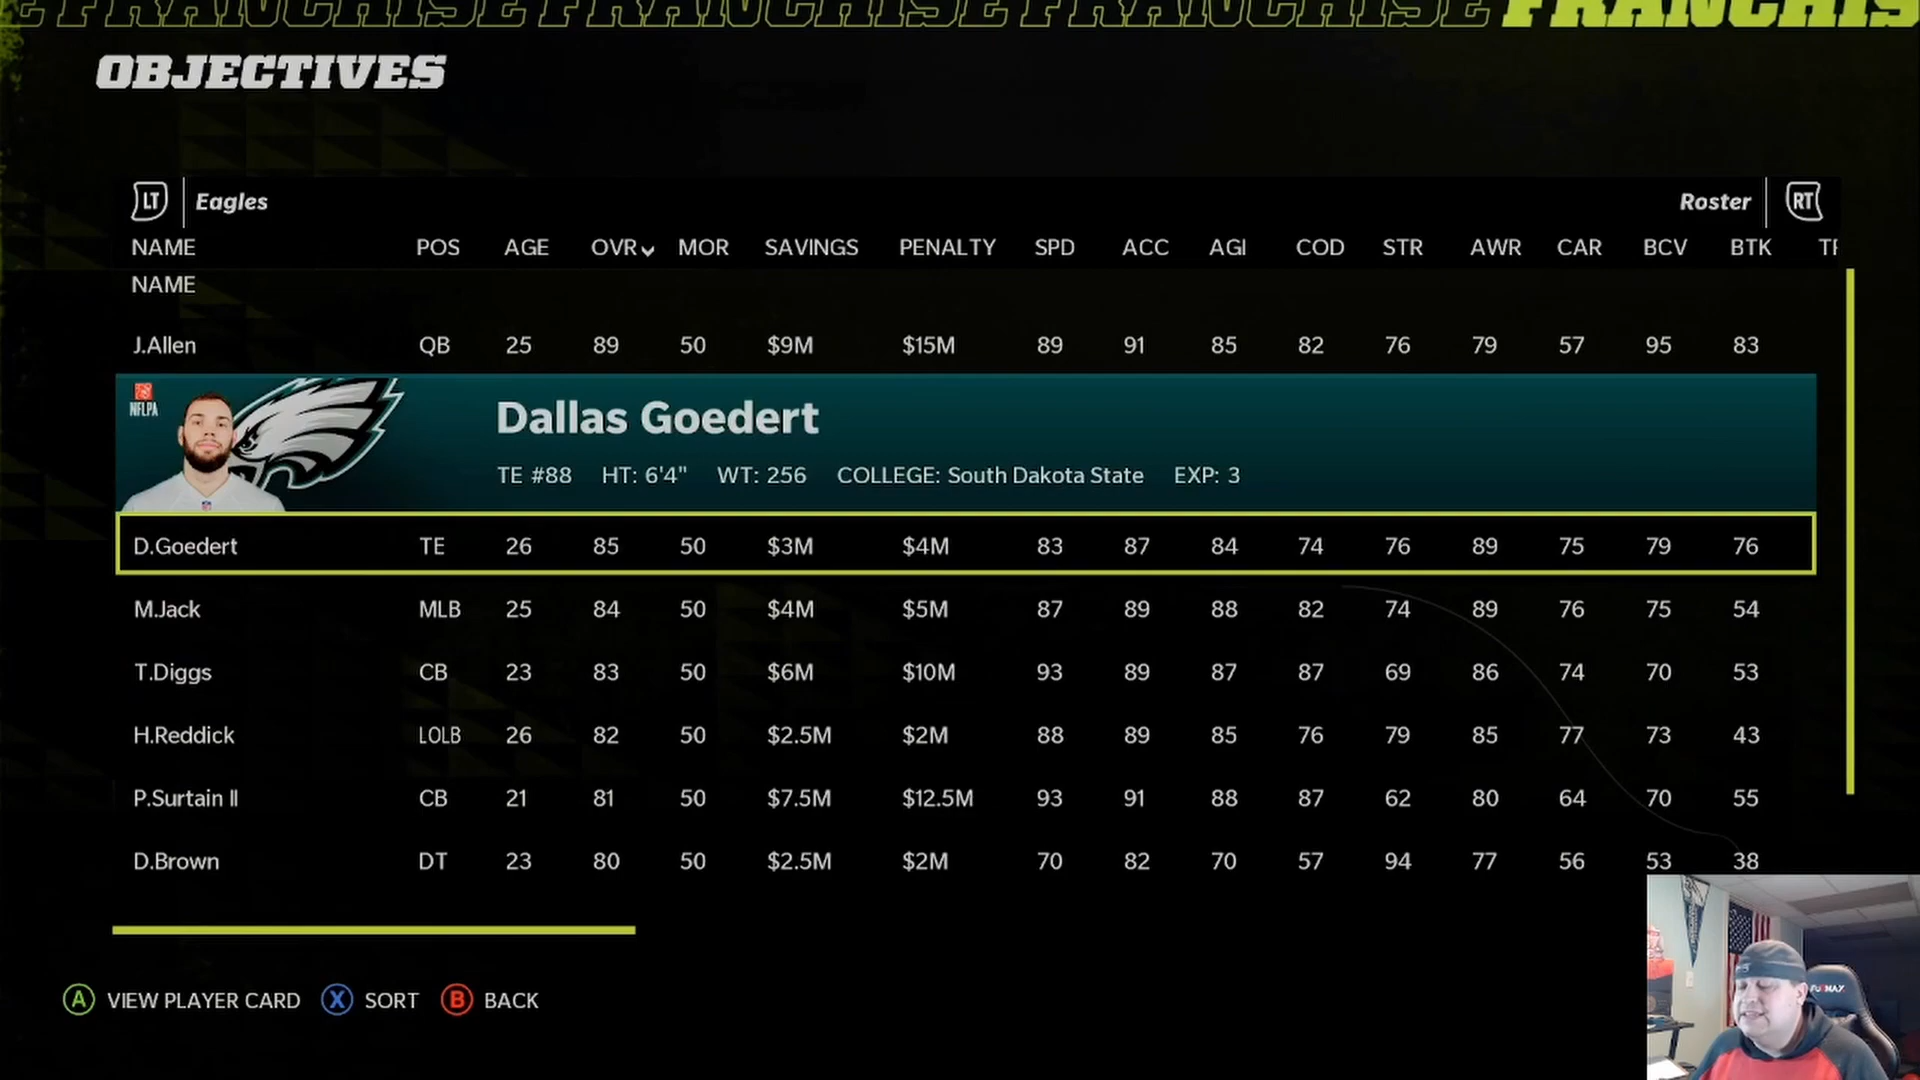 FRANCHISE FRANCHISE FRANCHISE FRANCHIS
OBJECTIVES
LT Eagles Roster RT
NAME POS AGE OVR MOR SAVINGS PENALTY SPD ACC AGI COD STR AWR CAR BCV BTK
NAME
J.Allen QB 25 89 50 $9M $15M 89 91 85 82 76 79 57 95 83
NFLPA
Dallas Goedert
TE #88 HT: 6'4" WT: 256 COLLEGE: South Dakota State EXP: 3
D.Goedert TE 26 85 50 $3M $4M 83 87 84 74 76 89 75 79 76
M.Jack MLB 25 84 50 $4M $5M 87 89 88 82 74 89 76 75 54
T.Diggs CB 23 83 50 $6M $10M 93 89 87 87 69 86 74 70 53
H.Reddick LOLB 26 82 50 $2.5M $2M 88 89 85 76 79 85 77 73 43
P.Surtain II CB 21 81 50 $7.5M $12.5M 93 91 88 87 62 80 64 70 55
D.Brown DT 23 80 50 $2.5M $2M 70 82 70 57 94 77 56 53 38
A VIEW PLAYER CARD X SORT B BACK